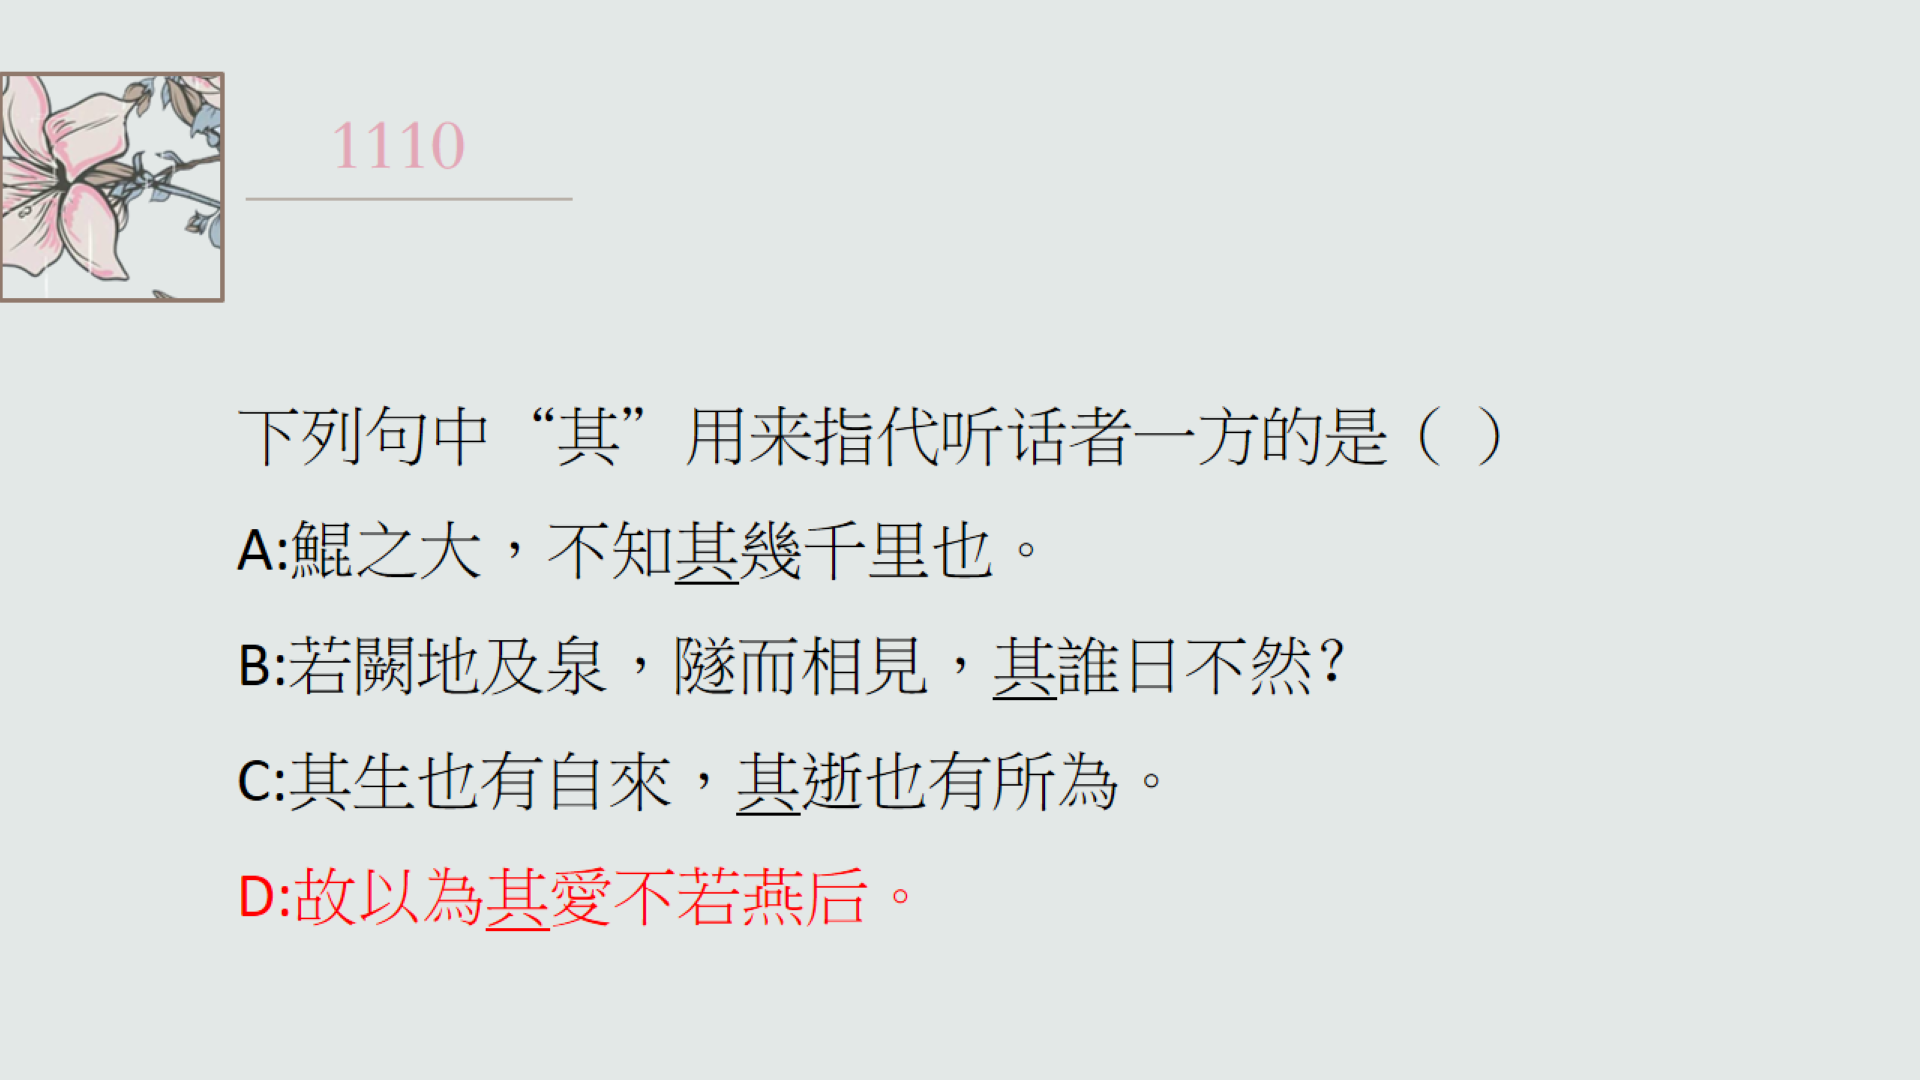 1110
下列句中“其”用来指代听话者一方的是（ ）
A:鯤之大，不知其幾千里也。
B:若闕地及泉，隧而相見，其誰日不然?
C:其生也有自來，其逝也有所為。
D:故以為其愛不若燕后。